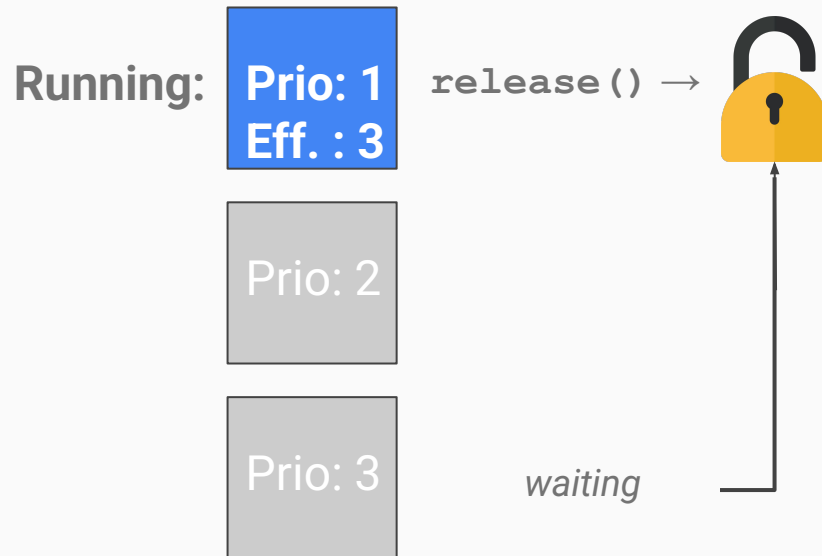 Running:
Prio: 1
Eff. : 3
release() →
Prio: 2
Prio: 3
waiting